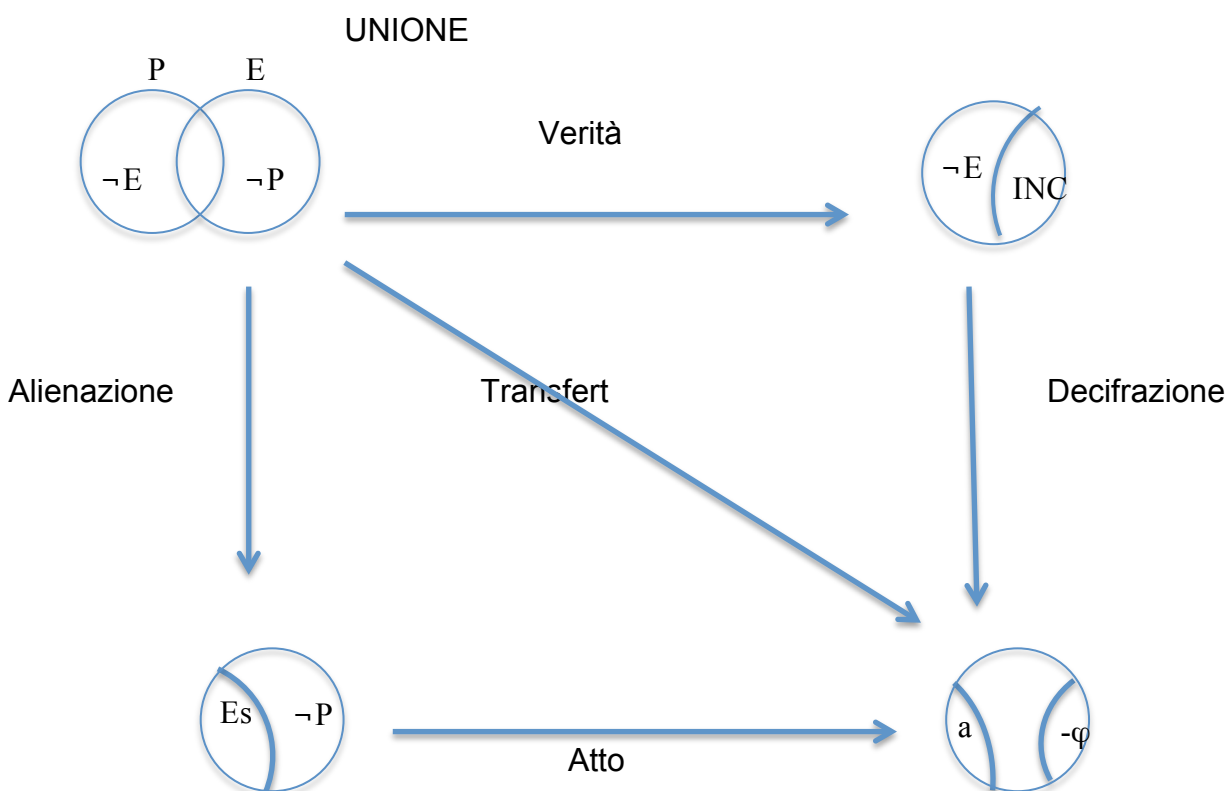 UNIONE
P E
Verità
¬E ¬P
¬E INC
Alienazione Transfert Decifrazione
Es ¬P
a -φ
Atto